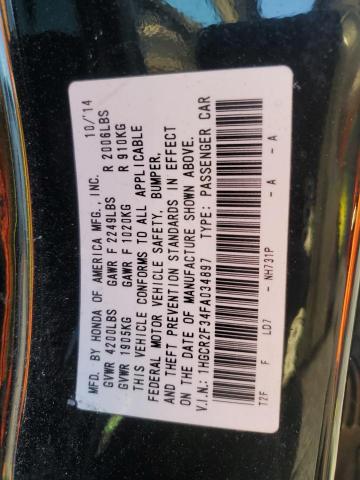 MFD. BY HONDA OF AMERICA MFG., INC. 10/'14
GVWR 4200LBS GAWR F 2249LBS R 2006LBS
GVWR 1905KG GAWR F 1020KG R 910KG
THIS VEHICLE CONFORMS TO ALL APPLICABLE
FEDERAL MOTOR VEHICLE SAFETY, BUMPER,
AND THEFT PREVENTION STANDARDS IN EFFECT
ON THE DATE OF MANUFACTURE SHOWN ABOVE.
V.I.N.: 1HGCR2F34FA034697 TYPE: PASSENGER CAR
T2F F LD7 - NH731P - A - A